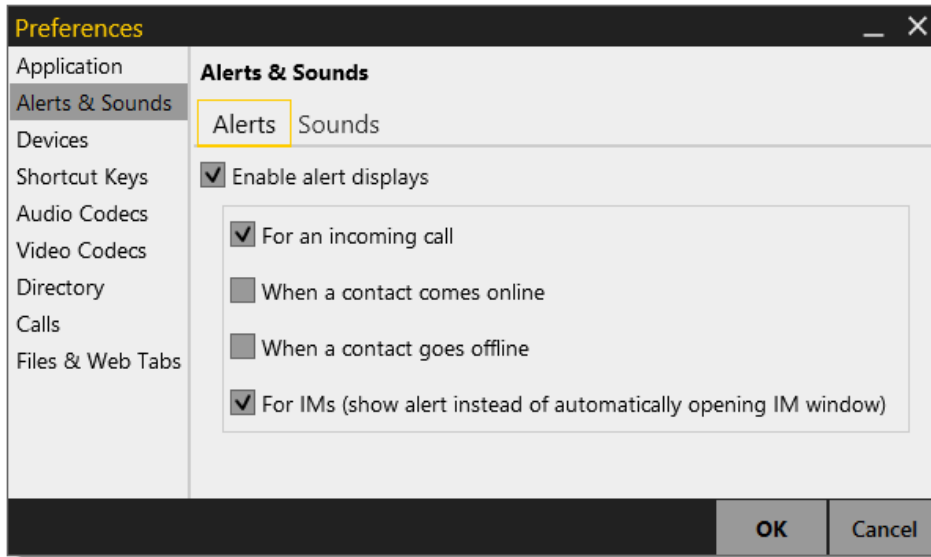 Preferences
Application
Alerts & Sounds
Devices
Shortcut Keys
Audio Codecs
Video Codecs
Directory
Calls
Files & Web Tabs
Alerts & Sounds
Alerts Sounds
Enable alert displays
For an incoming call
When a contact comes online
When a contact goes offline
For IMs (show alert instead of automatically opening IM window)
OK Cancel